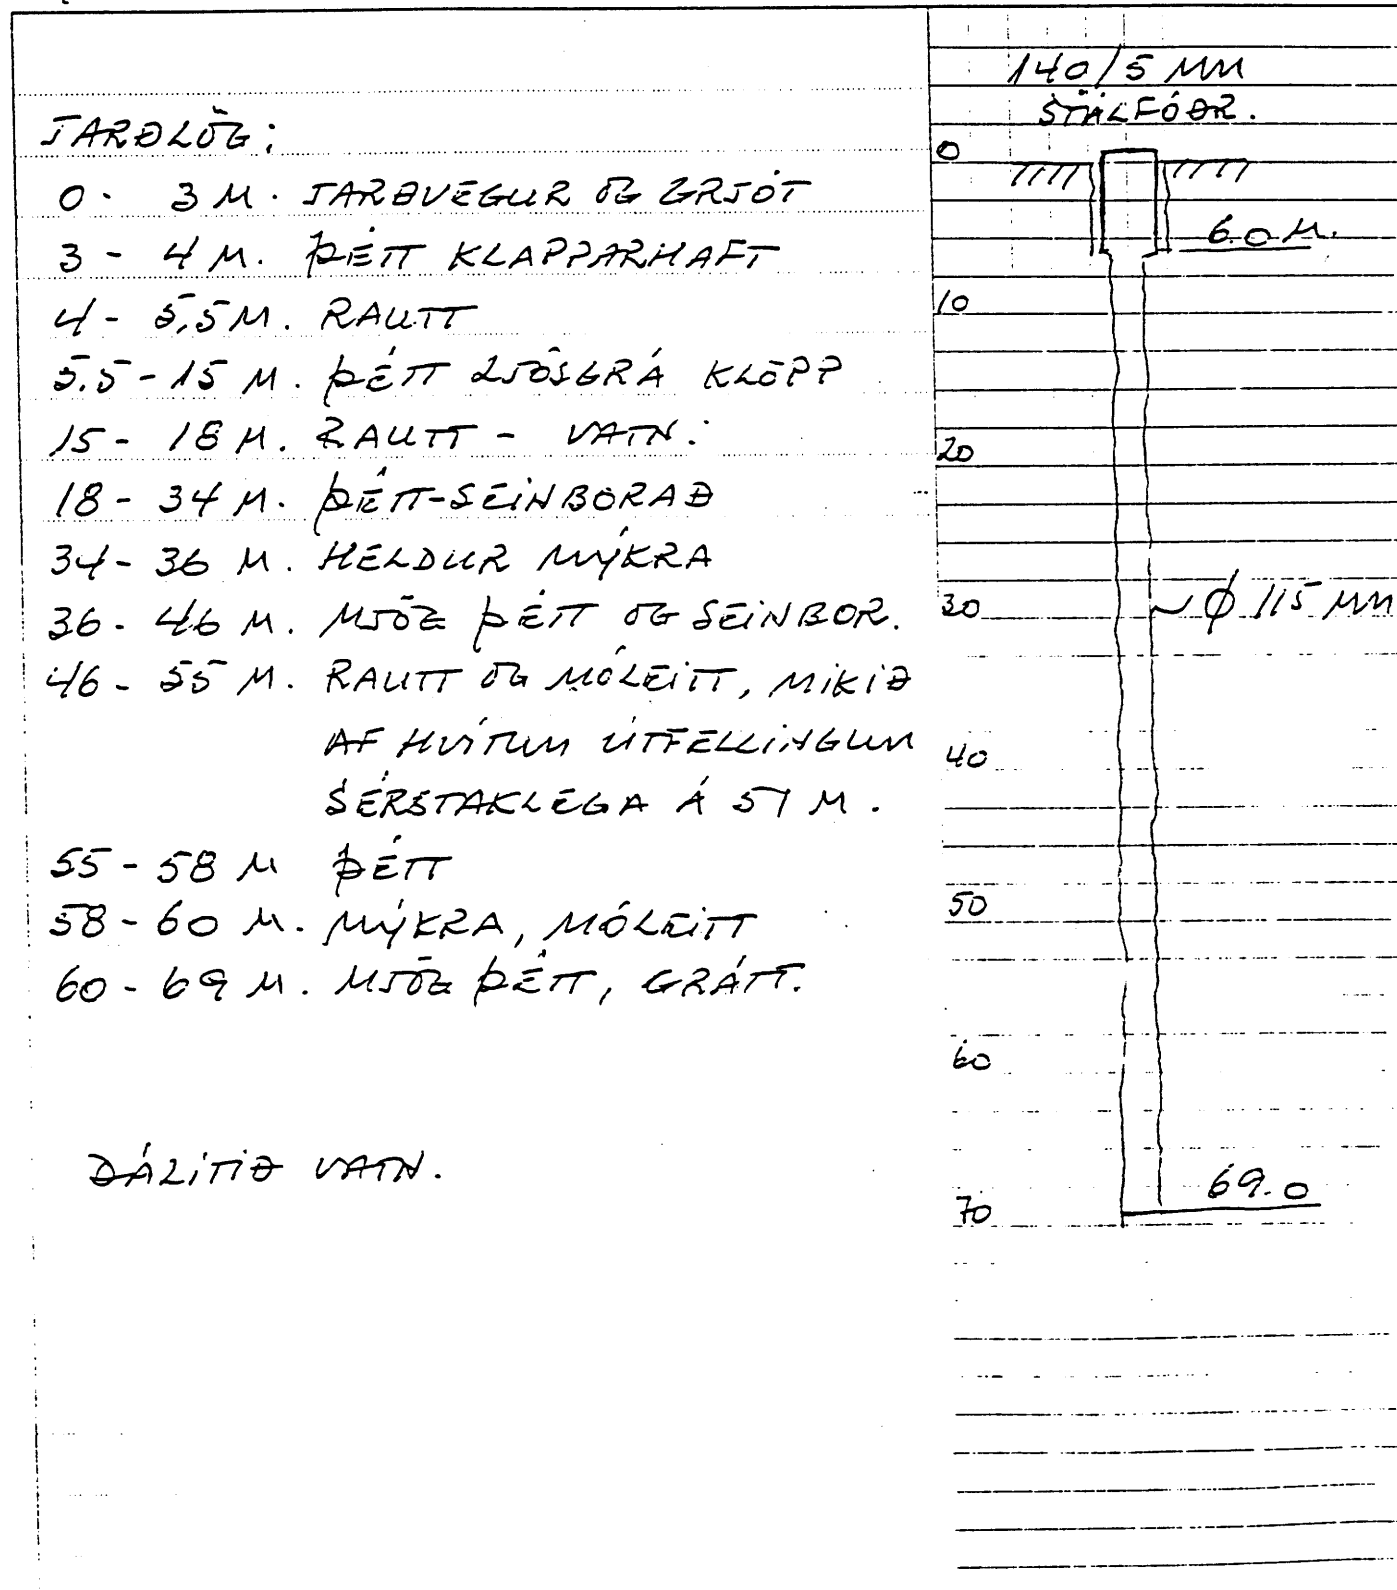 JARÐLÖG:
0 - 3 M. JARÐVEGUR OG GRJÓT
3 - 4 M. ÞÉTT KLAPPARHAFT
4 - 5,5 M. RAUTT
5.5 - 15 M. ÞÉTT LJÓSGRÁ KLÖPP
15 - 18 M. RAUTT - VATN.
18 - 34 M. ÞÉTT-SEINBORAÐ
34 - 36 M. HELDUR MÝKRA
36 - 46 M. MJÖG ÞÉTT OG SEINBOR.
46 - 55 M. RAUTT OG MÓLEITT, MIKIÐ
AF HVÍTUM ÚTFELLINGUM
SÉRSTAKLEGA Á 51 M.
55 - 58 M ÞÉTT
58 - 60 M. MÝKRA, MÓLEITT
60 - 69 M. MJÖG ÞÉTT, GRÁTT.
DÁLÍTIÐ VATN.
140/5 MM
STÁLFÓÐR.
0
6.0 M.
10
20
30
~ Ø 115 MM
40
50
60
69.0
70